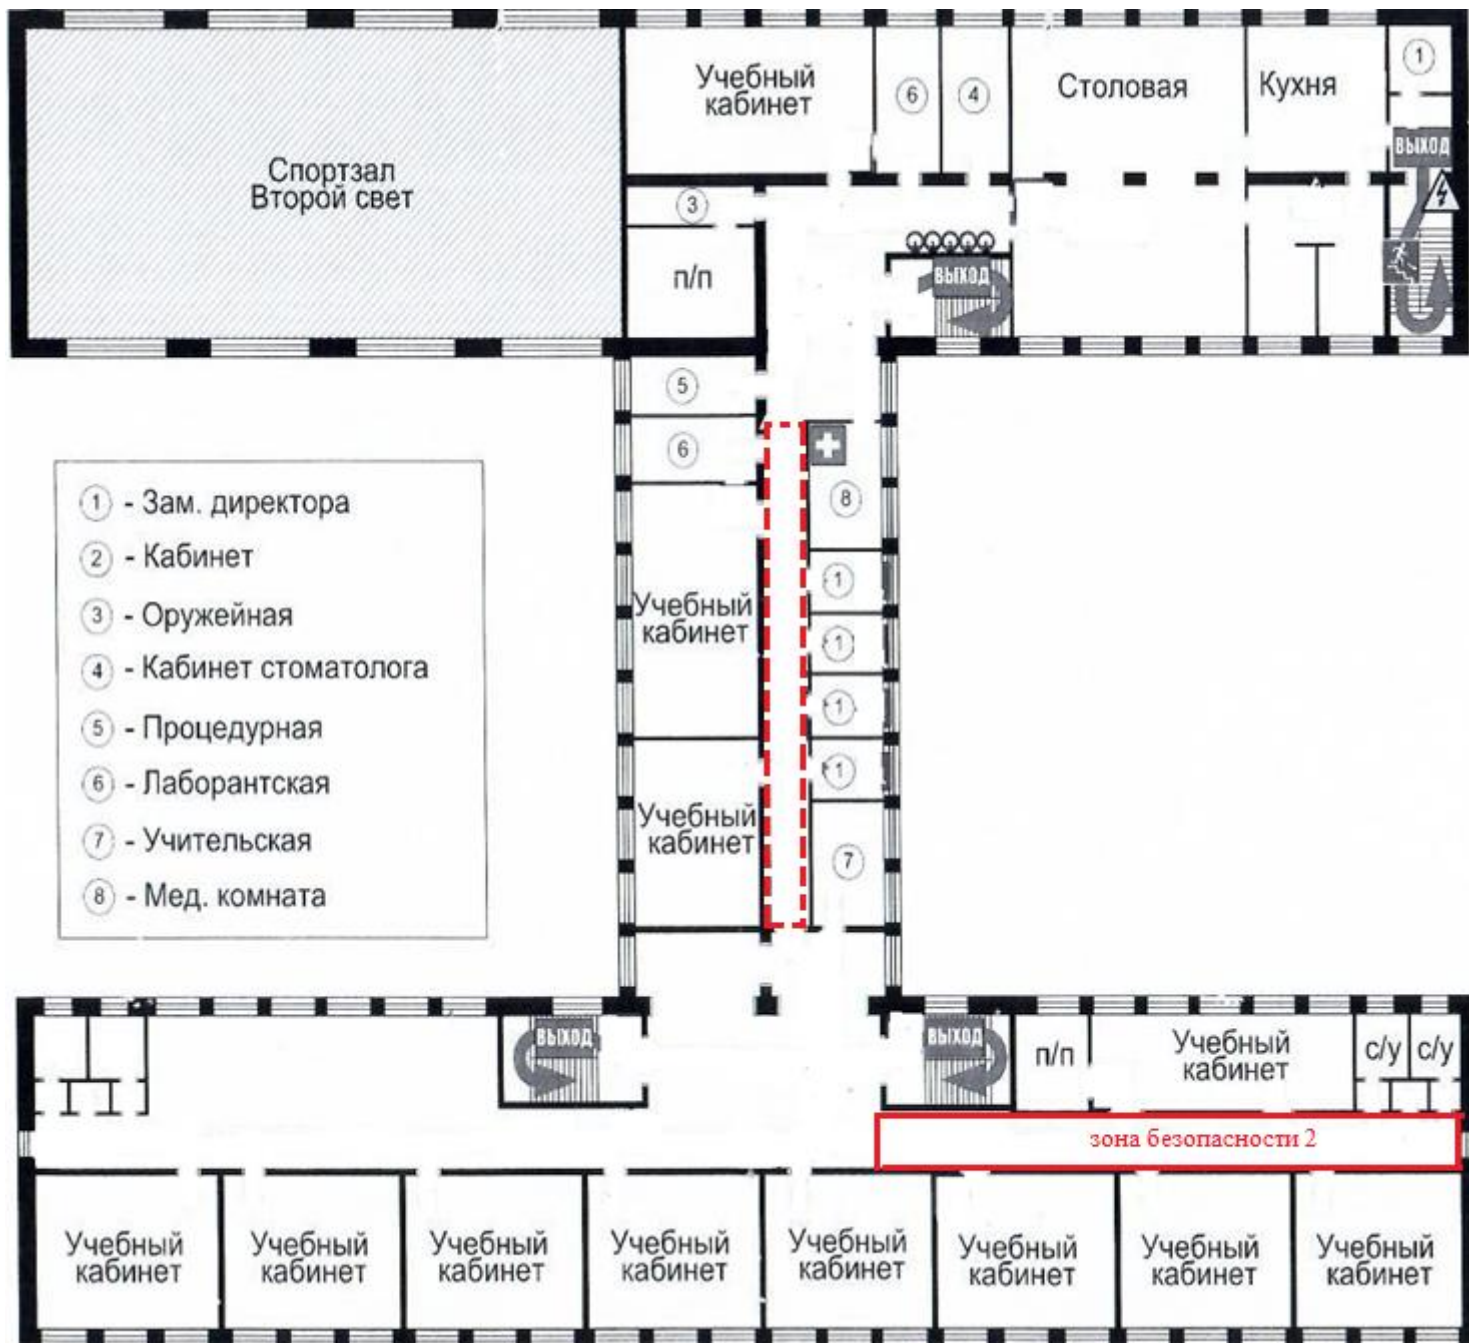 Учебный
кабинет
6
4
Столовая
Кухня
1
ВЫХОД
Спортзал
Второй свет
3
п/п
ВЫХОД
5
6
8
1 - Зам. директора
2 - Кабинет
3 - Оружейная
4 - Кабинет стоматолога
5 - Процедурная
6 - Лаборантская
7 - Учительская
8 - Мед. комната
1
Учебный
кабинет
1
1
1
Учебный
кабинет
7
ВЫХОД
ВЫХОД
п/п
Учебный
кабинет
с/у
с/у
зона безопасности 2
Учебный
кабинет
Учебный
кабинет
Учебный
кабинет
Учебный
кабинет
Учебный
кабинет
Учебный
кабинет
Учебный
кабинет
Учебный
кабинет